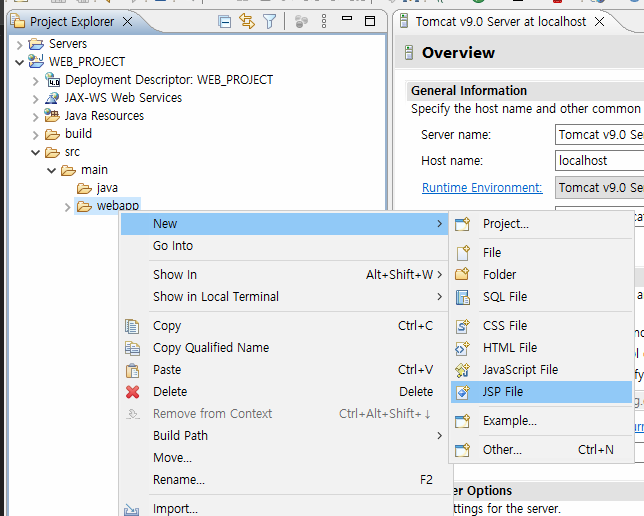 Project Explorer
Servers
WEB_PROJECT
Deployment Descriptor: WEB_PROJECT
JAX-WS Web Services
Java Resources
build
src
main
java
webapp
New
Go Into
Show In Alt+Shift+W
Show in Local Terminal
Copy Ctrl+C
Copy Qualified Name
Paste Ctrl+V
Delete Delete
Remove from Context Ctrl+Alt+Shift+↓
Build Path
Move...
Rename... F2
Import...
Project...
File
Folder
SQL File
CSS File
HTML File
JavaScript File
JSP File
Example...
Other... Ctrl+N
Tomcat v9.0 Server at localhost
Overview
General Information
Specify the host name and other common
Server name: Tomcat v9.0 Se
Host name: localhost
Runtime Environment: Tomcat v9.0 Se
er Options
ttings for the server.